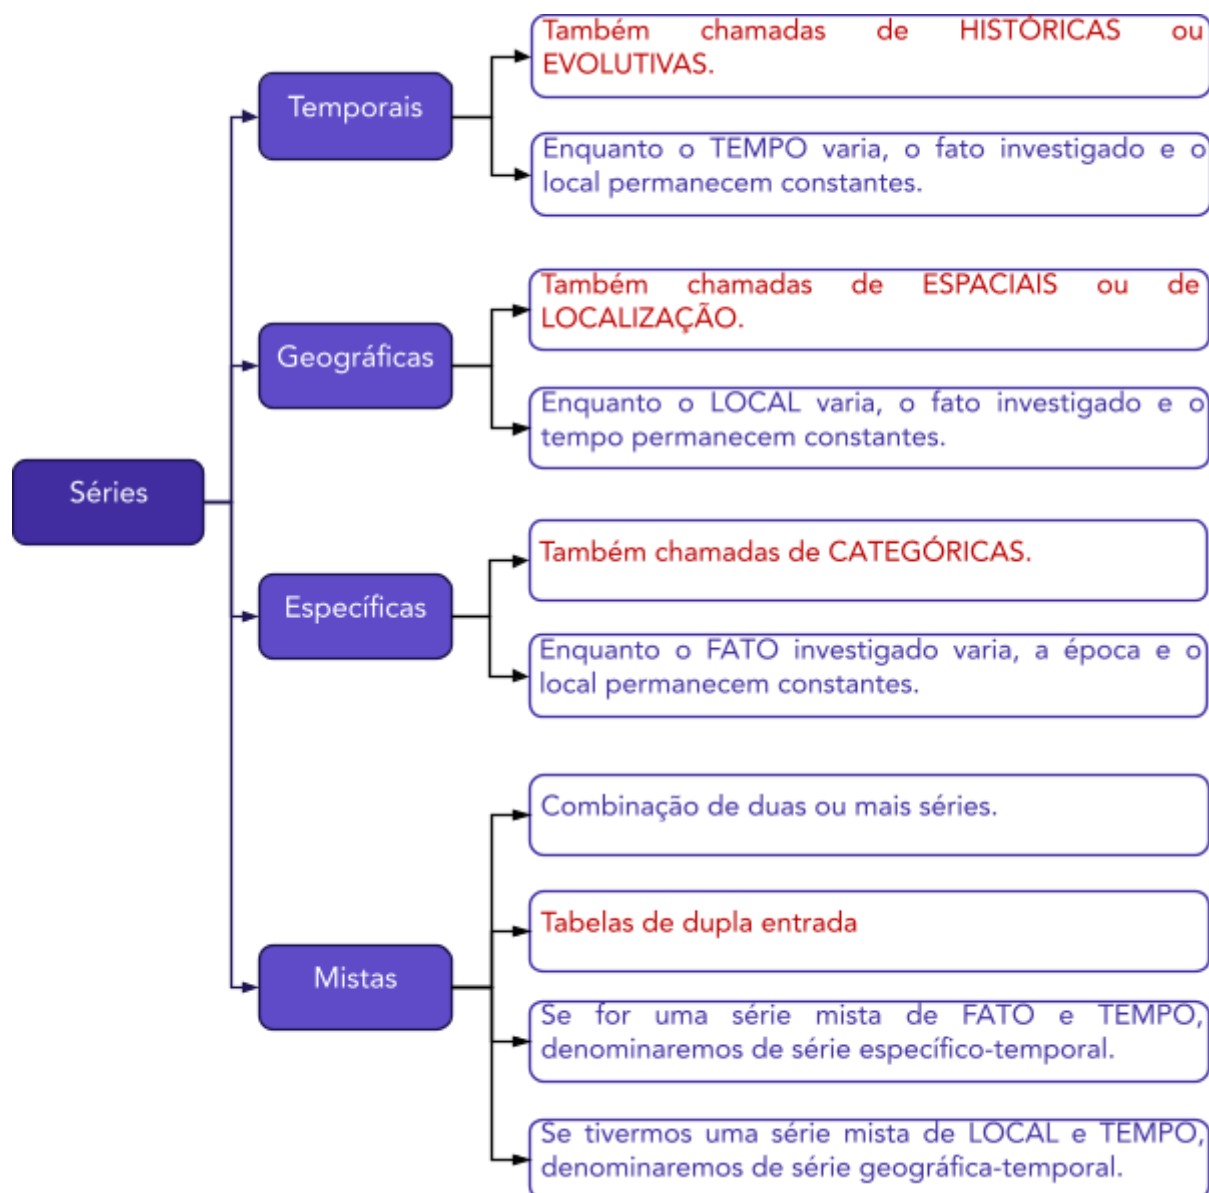 Séries
Temporais
Também chamadas de HISTÓRICAS ou
EVOLUTIVAS.
Enquanto o TEMPO varia, o fato investigado e o
local permanecem constantes.
Geográficas
Também chamadas de ESPACIAIS ou de
LOCALIZAÇÃO.
Enquanto o LOCAL varia, o fato investigado e o
tempo permanecem constantes.
Específicas
Também chamadas de CATEGÓRICAS.
Enquanto o FATO investigado varia, a época e o
local permanecem constantes.
Mistas
Combinação de duas ou mais séries.
Tabelas de dupla entrada
Se for uma série mista de FATO e TEMPO,
denominaremos de série específico-temporal.
Se tivermos uma série mista de LOCAL e TEMPO,
denominaremos de série geográfica-temporal.